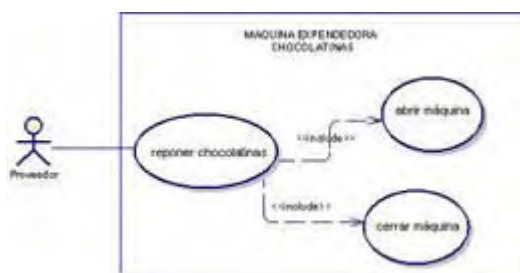 MAQUINA EXPENDEDORA
CHOCOLATINAS
abrir máquina
<<include>>
reponer chocolatinas
Proveedor
<<include>>
cerrar máquina